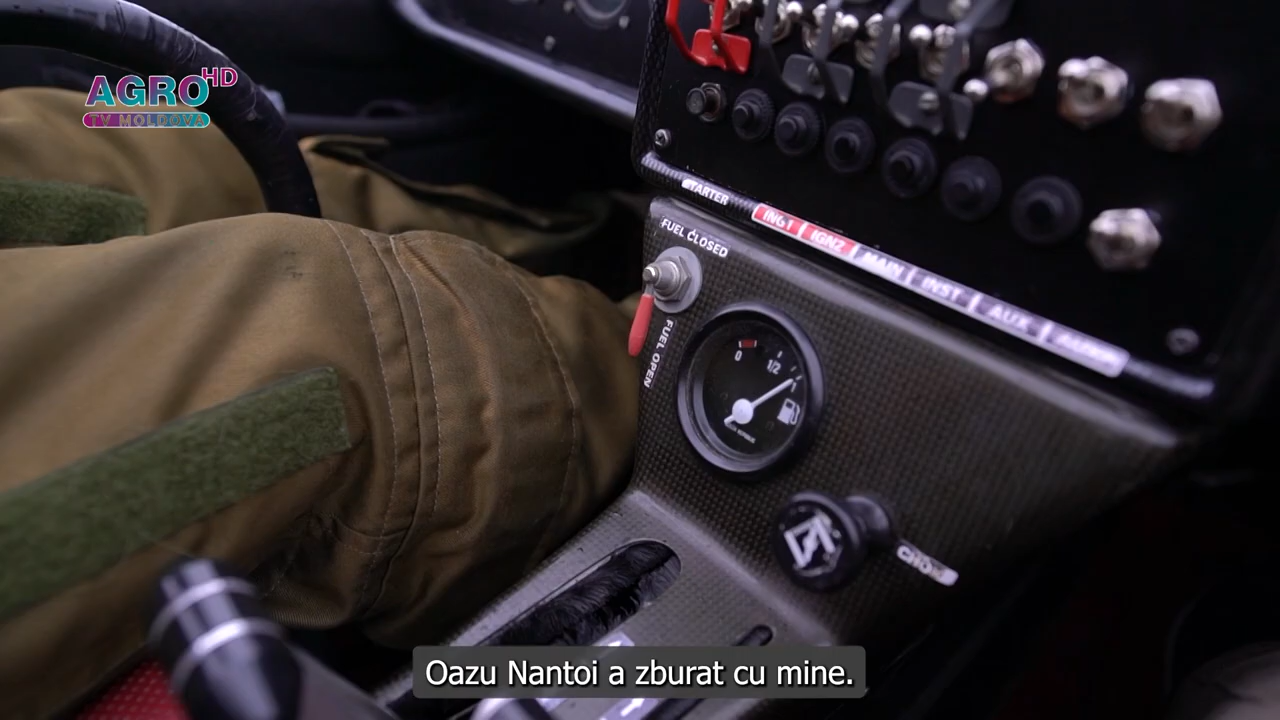 AGRO HD
TV MOLDOVA
STARTER
ING1 IGN2 MAIN INST AUX
FUEL CLOSED
FUEL OPEN
0 1/2
CHOKE
Oazu Nantoi a zburat cu mine.